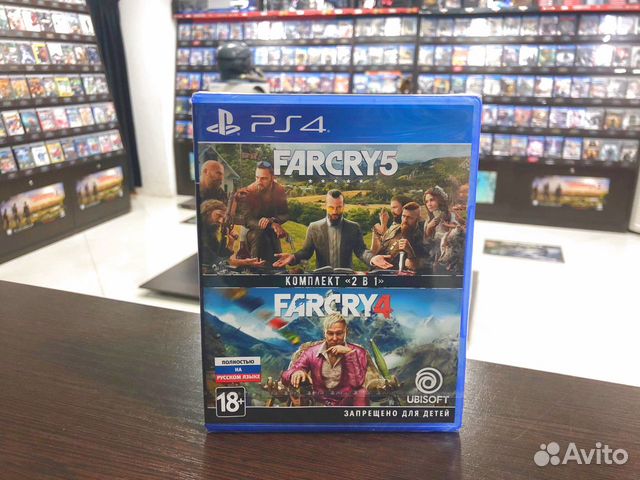 PS4
FARCRY5
КОМПЛЕКТ «2 В 1»
FARCRY4
ПОЛНОСТЬЮ
НА
РУССКОМ ЯЗЫКЕ
18+
UBISOFT
ЗАПРЕЩЕНО ДЛЯ ДЕТЕЙ
Avito